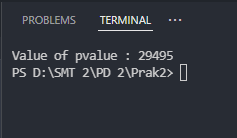 PROBLEMS TERMINAL ...
Value of pvalue : 29495
PS D:\SMT 2\PD 2\Prak2>